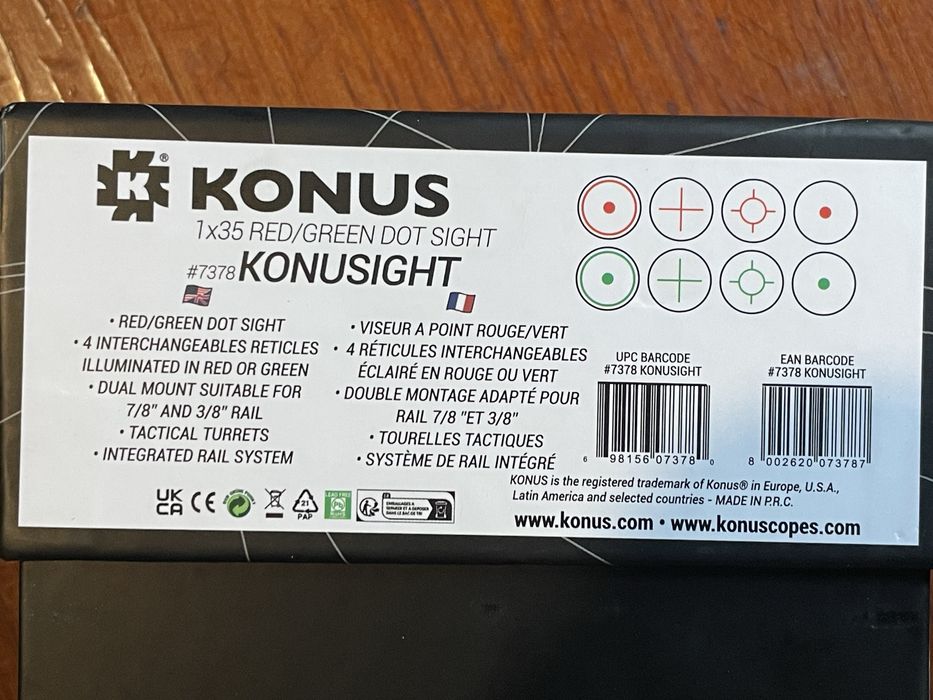 KONUS®
1x35 RED/GREEN DOT SIGHT
#7378 KONUSIGHT
• RED/GREEN DOT SIGHT
• 4 INTERCHANGEABLES RETICLES
ILLUMINATED IN RED OR GREEN
• DUAL MOUNT SUITABLE FOR
7/8" AND 3/8" RAIL
• TACTICAL TURRETS
• INTEGRATED RAIL SYSTEM
• VISEUR A POINT ROUGE/VERT
• 4 RÉTICULES INTERCHANGEABLES
ÉCLAIRÉ EN ROUGE OU VERT
• DOUBLE MONTAGE ADAPTÉ POUR
RAIL 7/8 "ET 3/8"
• TOURELLES TACTIQUES
• SYSTÈME DE RAIL INTÉGRÉ
UPC BARCODE
#7378 KONUSIGHT
6 98156 07378 0
EAN BARCODE
#7378 KONUSIGHT
8 002620 073787
KONUS is the registered trademark of Konus® in Europe, U.S.A.,
Latin America and selected countries - MADE IN P.R.C.
www.konus.com • www.konuscopes.com
UK
CA
CE
21
PAP
LEAD FREE